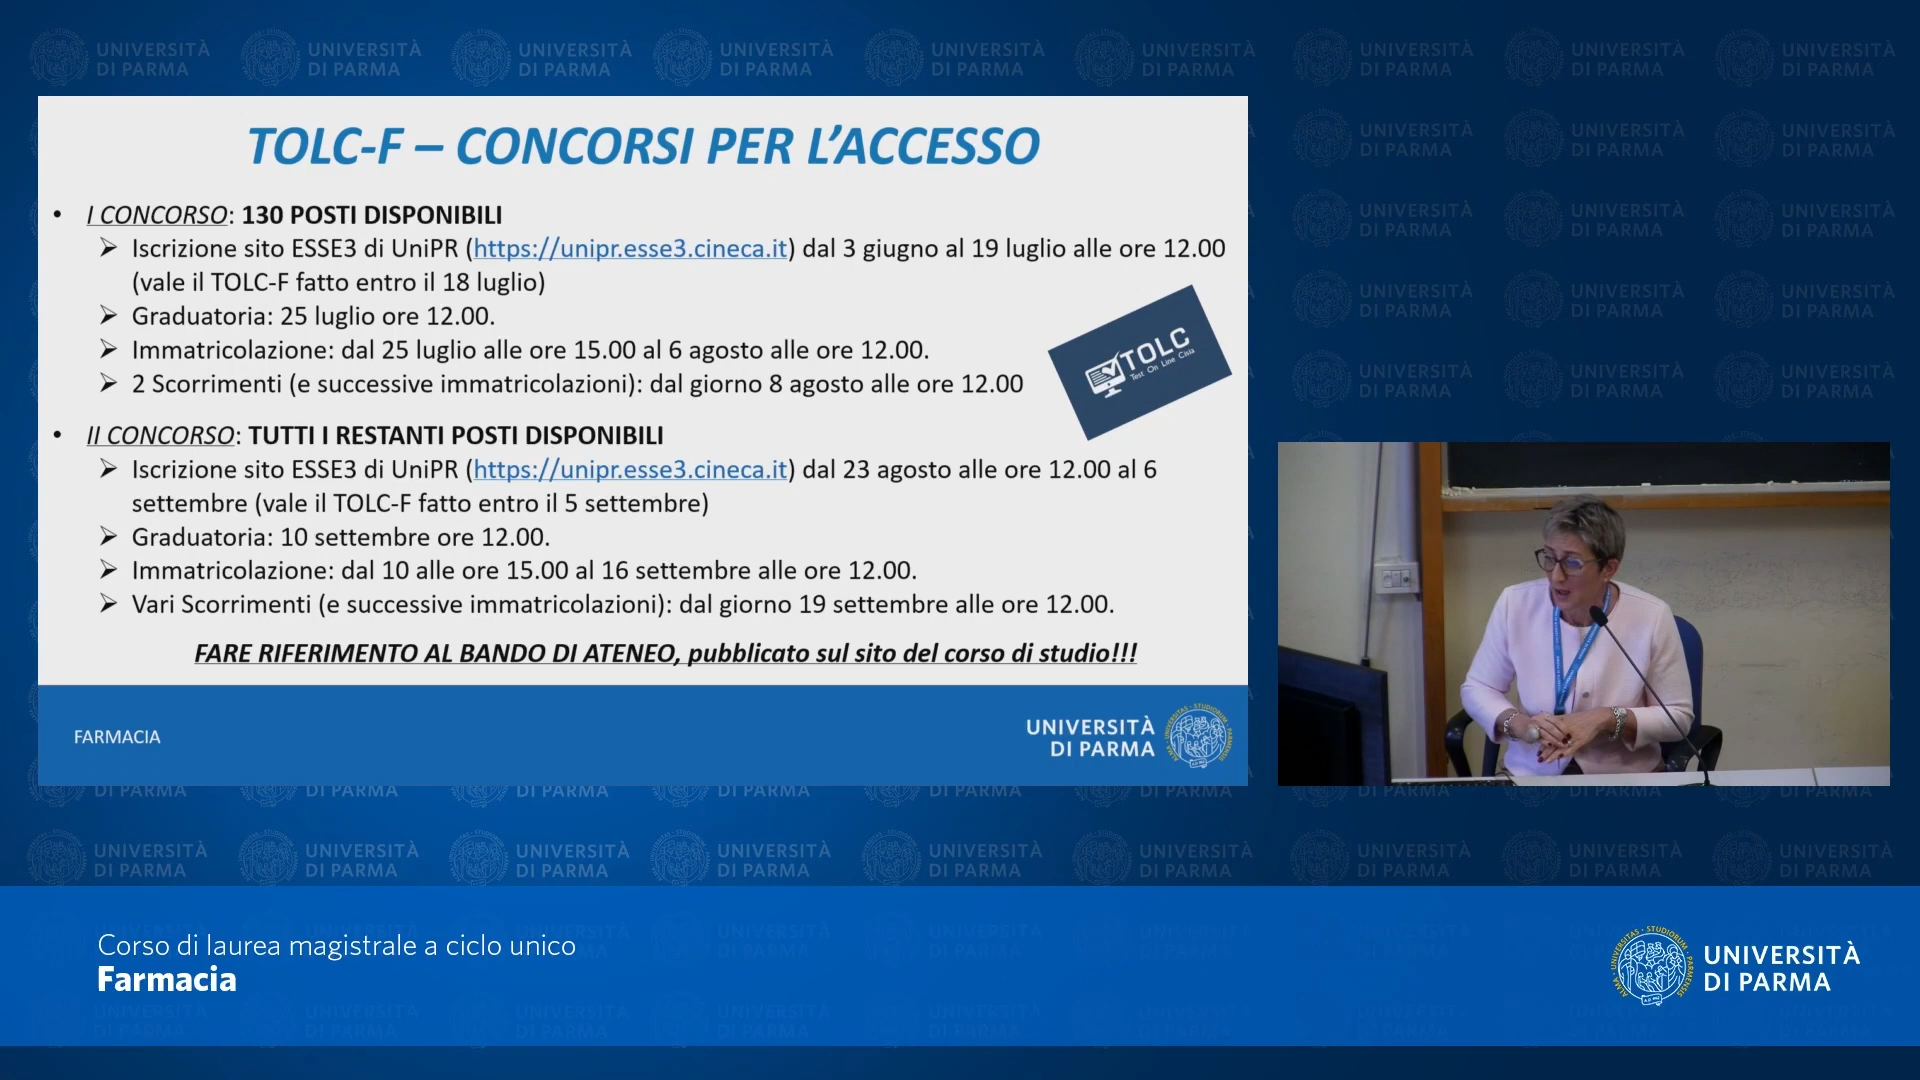 TOLC-F – CONCORSI PER L'ACCESSO
• I CONCORSO: 130 POSTI DISPONIBILI
➢ Iscrizione sito ESSE3 di UniPR (https://unipr.esse3.cineca.it) dal 3 giugno al 19 luglio alle ore 12.00
(vale il TOLC-F fatto entro il 18 luglio)
➢ Graduatoria: 25 luglio ore 12.00.
➢ Immatricolazione: dal 25 luglio alle ore 15.00 al 6 agosto alle ore 12.00.
➢ 2 Scorrimenti (e successive immatricolazioni): dal giorno 8 agosto alle ore 12.00
TOLC
Test On Line Cisia
• II CONCORSO: TUTTI I RESTANTI POSTI DISPONIBILI
➢ Iscrizione sito ESSE3 di UniPR (https://unipr.esse3.cineca.it) dal 23 agosto alle ore 12.00 al 6
settembre (vale il TOLC-F fatto entro il 5 settembre)
➢ Graduatoria: 10 settembre ore 12.00.
➢ Immatricolazione: dal 10 alle ore 15.00 al 16 settembre alle ore 12.00.
➢ Vari Scorrimenti (e successive immatricolazioni): dal giorno 19 settembre alle ore 12.00.
FARE RIFERIMENTO AL BANDO DI ATENEO, pubblicato sul sito del corso di studio!!!
FARMACIA
UNIVERSITÀ
DI PARMA
Corso di laurea magistrale a ciclo unico
Farmacia
UNIVERSITÀ
DI PARMA